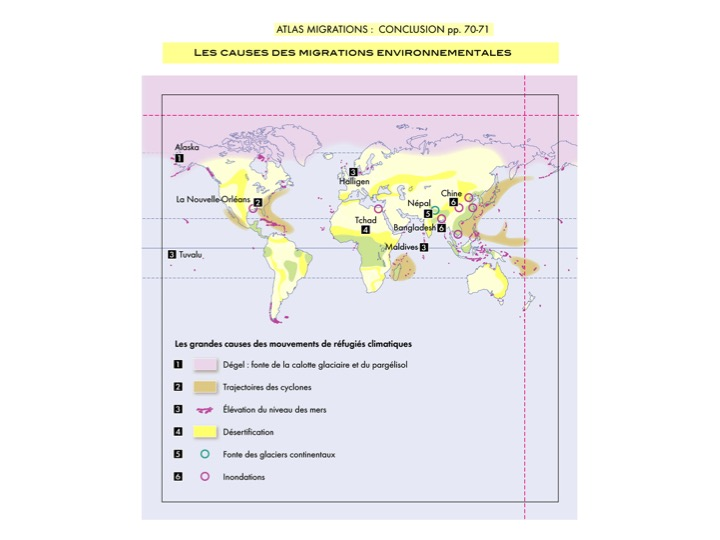 ATLAS MIGRATIONS : CONCLUSION pp. 70-71
LES CAUSES DES MIGRATIONS ENVIRONNEMENTALES
Alaska
1
3
Halligen
La Nouvelle-Orléans 2
Chine
6
Népal
5
Tchad
4
Bangladesh 6
Maldives 3
3 Tuvalu
Les grandes causes des mouvements de réfugiés climatiques
1 Dégel : fonte de la calotte glaciaire et du pargélisol
2 Trajectoires des cyclones
3 Élévation du niveau des mers
4 Désertification
5 Fonte des glaciers continentaux
6 Inondations